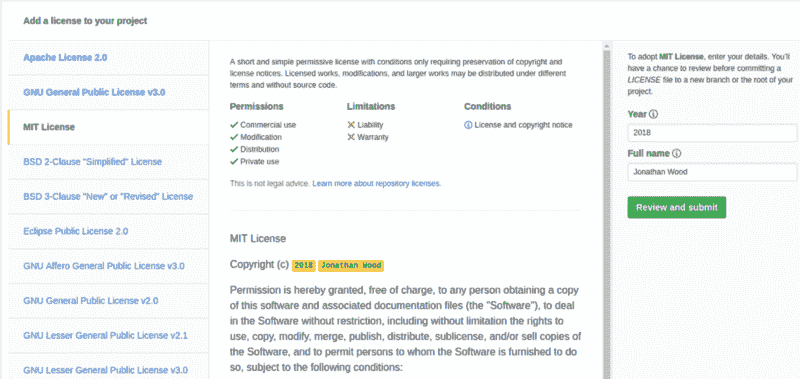 Add a license to your project
Apache License 2.0
GNU General Public License v3.0
MIT License
BSD 2-Clause "Simplified" License
BSD 3-Clause "New" or "Revised" License
Eclipse Public License 2.0
GNU Affero General Public License v3.0
GNU General Public License v2.0
GNU Lesser General Public License v2.1
GNU Lesser General Public License v3.0
A short and simple permissive license with conditions only requiring preservation of copyright and
license notices. Licensed works, modifications, and larger works may be distributed under different
terms and without source code.
Permissions
Commercial use
Modification
Distribution
Private use
Limitations
Liability
Warranty
Conditions
License and copyright notice
This is not legal advice. Learn more about repository licenses.
MIT License
Copyright (c) 2018 Jonathan Wood
Permission is hereby granted, free of charge, to any person obtaining a copy
of this software and associated documentation files (the "Software"), to deal
in the Software without restriction, including without limitation the rights to
use, copy, modify, merge, publish, distribute, sublicense, and/or sell copies of
the Software, and to permit persons to whom the Software is furnished to do
so, subject to the following conditions:
To adopt MIT License, enter your details. You'll
have a chance to review before committing a
LICENSE file to a new branch or the root of your
project.
Year
2018
Full name
Jonathan Wood
Review and submit